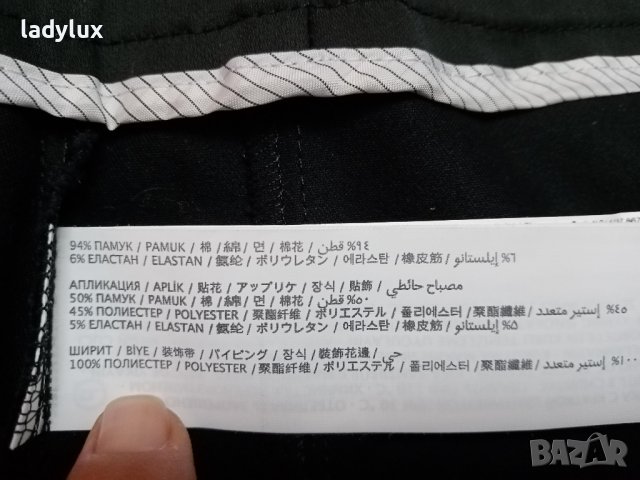 ladylux
94% ПАМУК / PAMUK / 棉 /綿/ 면 / 棉花 / قطن %٩٤
6% ЕЛАСТАН / ELASTAN / 氨纶 / ポリウレタン / 에라스탄 / 橡皮筋 / إيلستانو %٦
АПЛИКАЦИЯ / APLİK / 贴花 / アップリケ / 장식 / 貼飾 / مصباح حائطي
50% ПАМУК / PAMUK / 棉 /綿/ 면 / 棉花 / قطن %٥٠
45% ПОЛИЕСТЕР / POLYESTER / 聚酯纤维 / ポリエステル / 폴리에스터 / 聚酯纖維 / إستير متعدد %٤٥
5% ЕЛАСТАН / ELASTAN / 氨纶 / ポリウレタン / 에라스탄 / 橡皮筋 / إيلستانو %٥
ШИРИТ / BİYE / 装饰带 / パイピング / 장식 / 裝飾花邊 / حي
100% ПОЛИЕСТЕР / POLYESTER / 聚酯纤维 / ポリエステル / 폴리에스터 / 聚酯纖維 / إستير متعدد %١٠٠
BAZAR